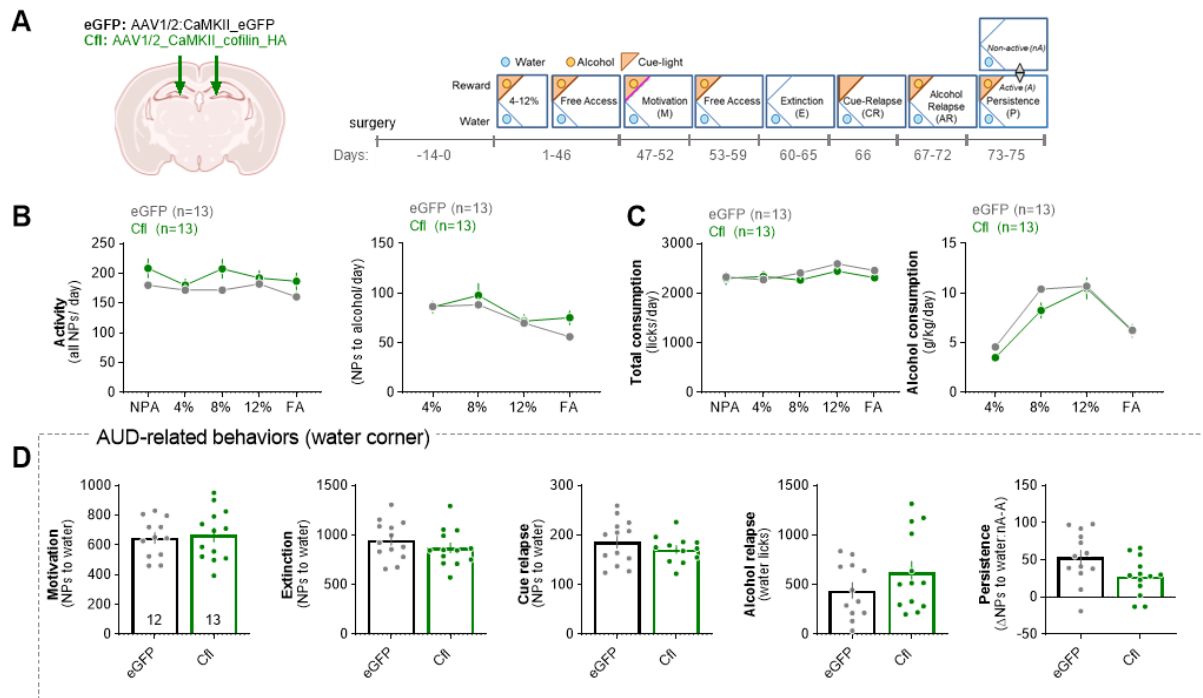 A
eGFP: AAV1/2:CaMKII_eGFP
Cfl: AAV1/2_CaMKII_cofilin_HA
Water Alcohol Cue-light
Non-active (nA)
Reward
Water
4-12%
Free Access
Motivation
(M)
Free Access
Extinction
(E)
Cue-Relapse
(CR)
Alcohol
Relapse
(AR)
Active (A)
Persistence
(P)
surgery
Days: -14-0 1-46 47-52 53-59 60-65 66 67-72 73-75
B
eGFP (n=13)
Cfl (n=13)
Activity
(all NPs/ day)
250
200
150
100
50
0
NPA 4% 8% 12% FA
eGFP (n=13)
Cfl (n=13)
(NPs to alcohol/day)
150
100
50
0
4% 8% 12% FA
C
eGFP (n=13)
Cfl (n=13)
Total consumption
(licks/day)
3000
2000
1000
0
NPA 4% 8% 12% FA
eGFP (n=13)
Cfl (n=13)
Alcohol consumption
(g/kg/day)
15
10
5
0
4% 8% 12% FA
D
AUD-related behaviors (water corner)
Motivation
(NPs to water)
1000
800
600
400
200
0
12 13
eGFP Cfl
Extinction
(NPs to water)
1500
1000
500
0
eGFP Cfl
Cue relapse
(NPs to water)
300
200
100
0
eGFP Cfl
Alcohol relapse
(water licks)
1500
1000
500
0
eGFP Cfl
Persistence
(ΔNPs to water:nA-A)
150
100
50
0
-50
eGFP Cfl